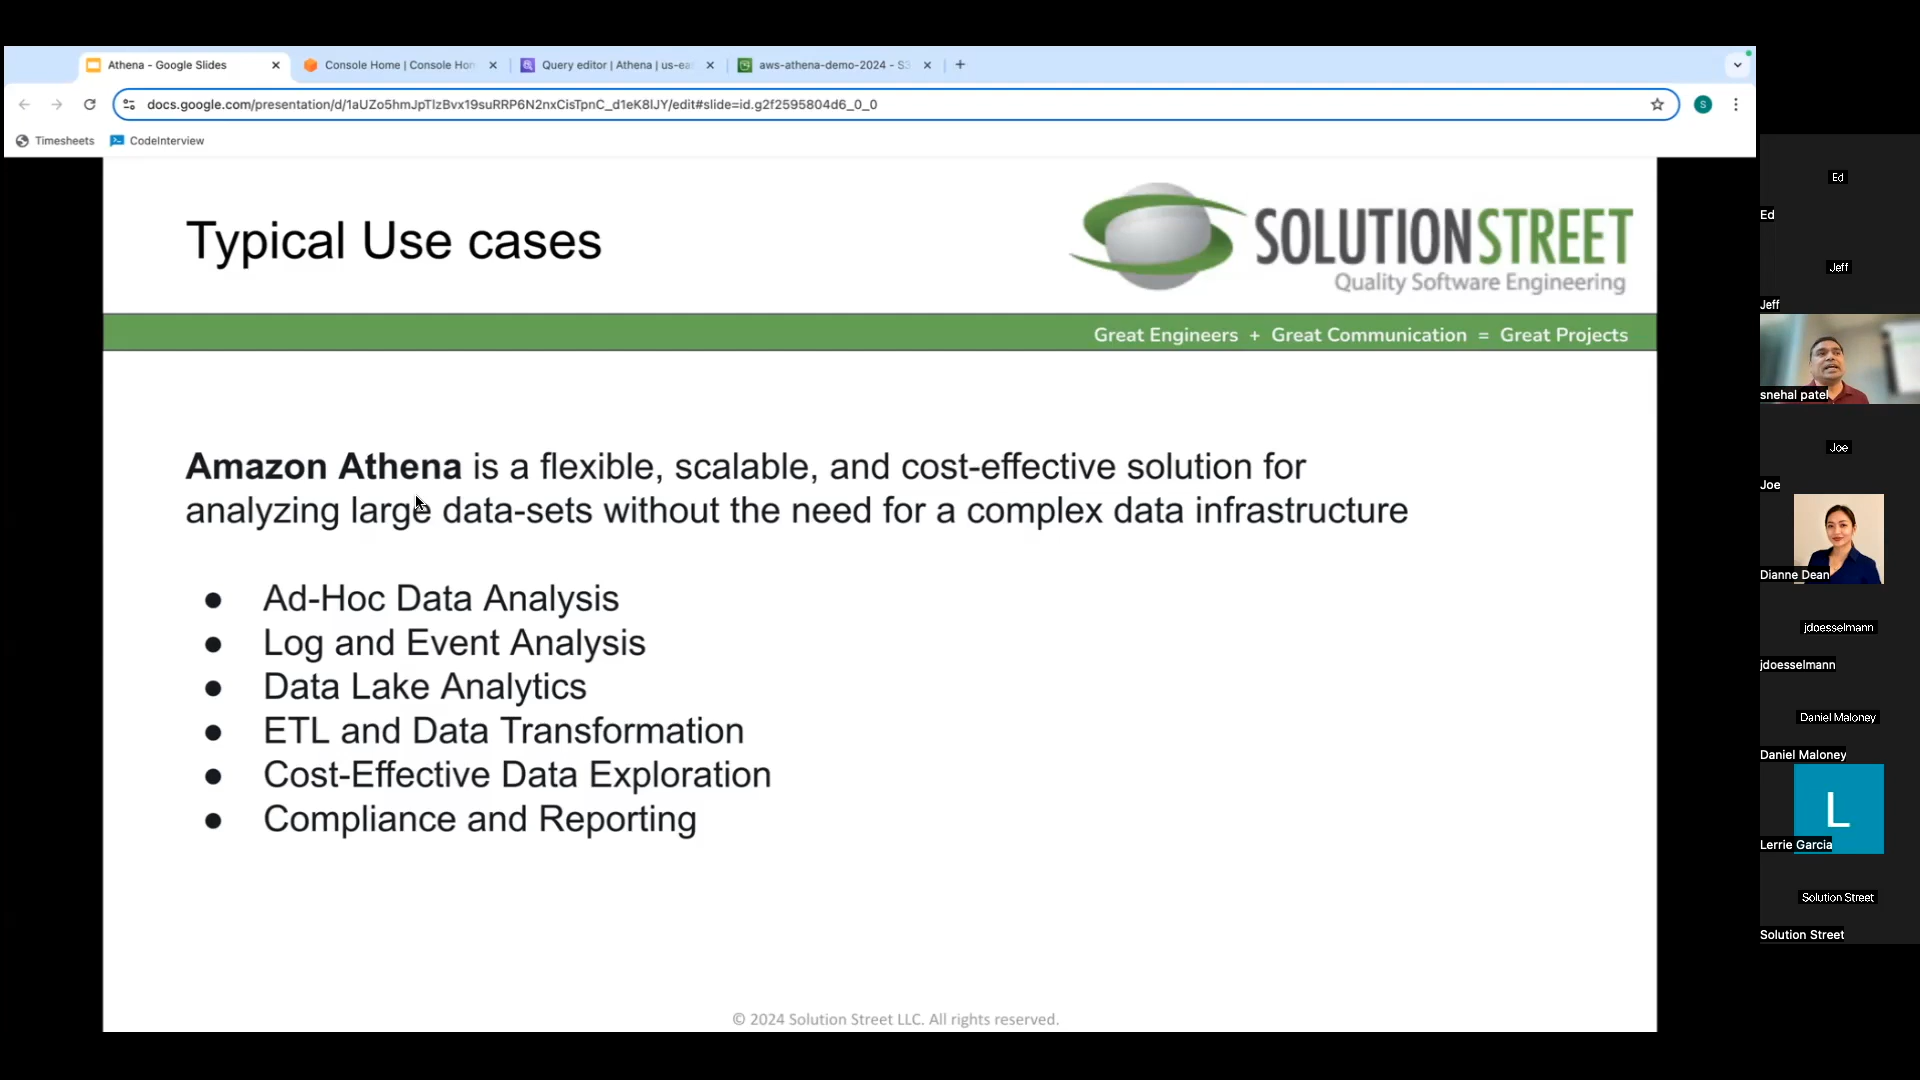 Athena - Google Slides
Console Home | Console Hon
Query editor | Athena | us-ea
aws-athena-demo-2024 - S3
docs.google.com/presentation/d/1aUZo5hmJpTlzBvx19suRRP6N2nxCisTpnC_d1eK8lJY/edit#slide=id.g2f2595804d6_0_0
S
Timesheets
CodeInterview
Typical Use cases
SOLUTIONSTREET
Quality Software Engineering
Great Engineers + Great Communication = Great Projects
Amazon Athena is a flexible, scalable, and cost-effective solution for
analyzing large data-sets without the need for a complex data infrastructure
● Ad-Hoc Data Analysis
● Log and Event Analysis
● Data Lake Analytics
● ETL and Data Transformation
● Cost-Effective Data Exploration
● Compliance and Reporting
© 2024 Solution Street LLC. All rights reserved.
Ed
Ed
Jeff
Jeff
snehal patel
Joe
Joe
Dianne Dean
jdoesselmann
jdoesselmann
Daniel Maloney
Daniel Maloney
L
Lerrie Garcia
Solution Street
Solution Street